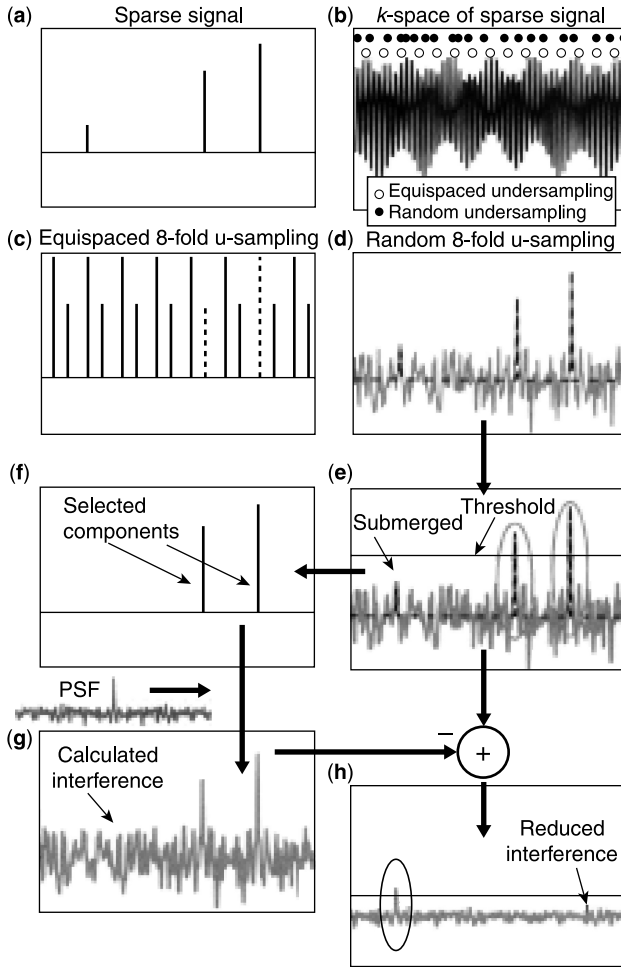 (a) Sparse signal
(b) k-space of sparse signal
Equispaced undersampling
Random undersampling
(c) Equispaced 8-fold u-sampling
(d) Random 8-fold u-sampling
(f)
Selected
components
(e)
Threshold
Submerged
PSF
(g)
Calculated
interference
−
+
(h)
Reduced
interference